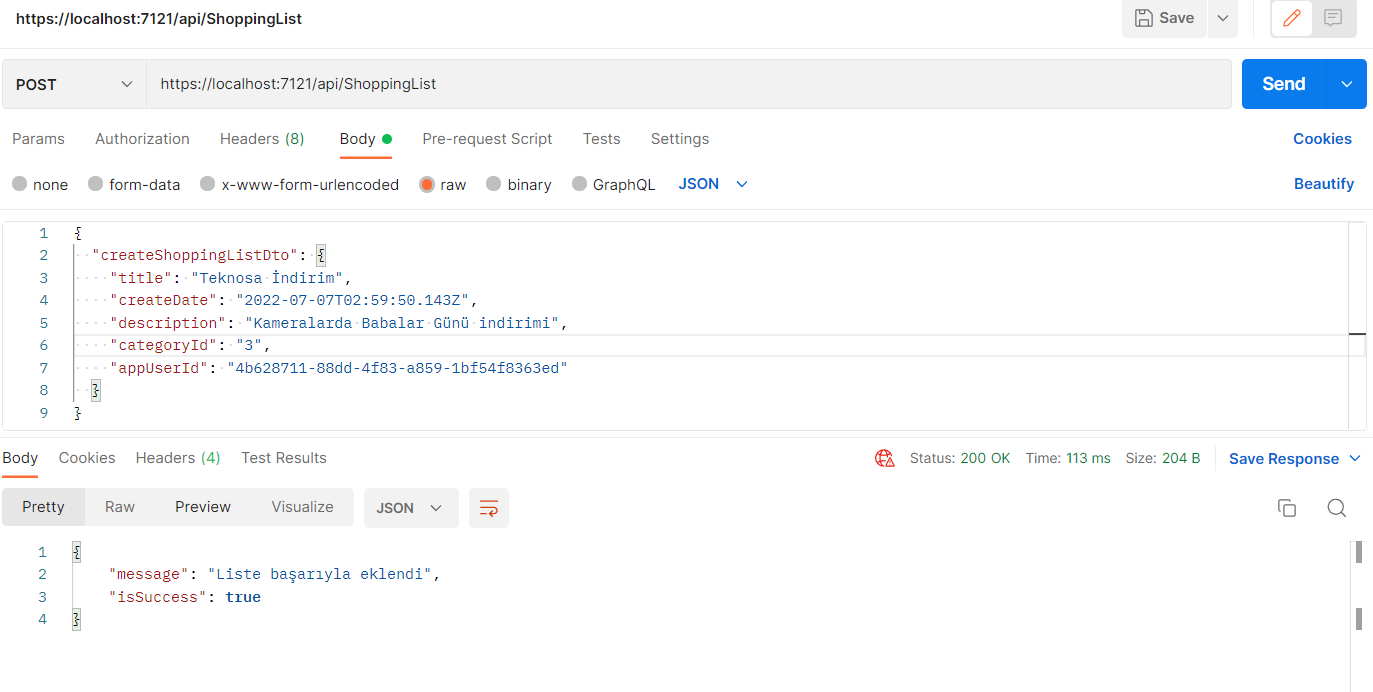 https://localhost:7121/api/ShoppingList Save
POST https://localhost:7121/api/ShoppingList Send
Params Authorization Headers (8) Body Pre-request Script Tests Settings Cookies
none form-data x-www-form-urlencoded raw binary GraphQL JSON Beautify
1 {
2 "createShoppingListDto": {
3 "title": "Teknosa İndirim",
4 "createDate": "2022-07-07T02:59:50.143Z",
5 "description": "Kameralarda Babalar Günü indirimi",
6 "categoryId": "3",
7 "appUserId": "4b628711-88dd-4f83-a859-1bf54f8363ed"
8 }
9 }
Body Cookies Headers (4) Test Results Status: 200 OK Time: 113 ms Size: 204 B Save Response
Pretty Raw Preview Visualize JSON
1 {
2 "message": "Liste başarıyla eklendi",
3 "isSuccess": true
4 }